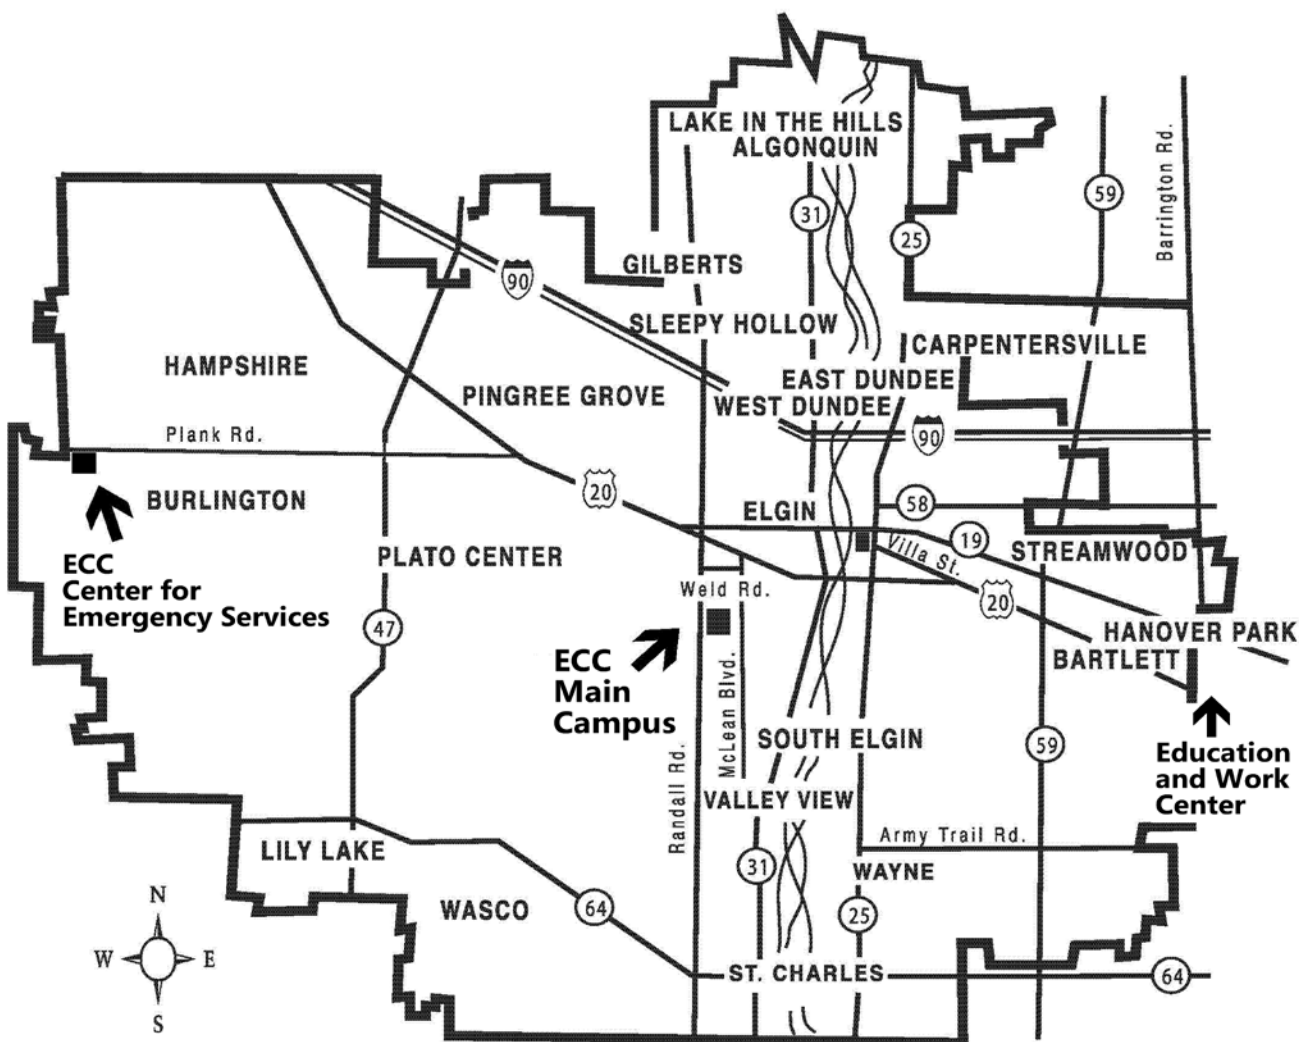 LAKE IN THE HILLS
ALGONQUIN
59
Barrington Rd.
31
25
GILBERTS
90
SLEEPY HOLLOW
CARPENTERSVILLE
HAMPSHIRE
PINGREE GROVE
EAST DUNDEE
WEST DUNDEE
Plank Rd.
90
BURLINGTON
20
ELGIN
58
19
Villa St.
STREAMWOOD
PLATO CENTER
ECC
Center for
Emergency Services
Weld Rd.
20
47
HANOVER PARK
BARTLETT
ECC
Main
Campus
McLean Blvd.
Randall Rd.
SOUTH ELGIN
59
Education
and Work
Center
VALLEY VIEW
Army Trail Rd.
LILY LAKE
31
WAYNE
WASCO
64
25
N
W
E
S
ST. CHARLES
64